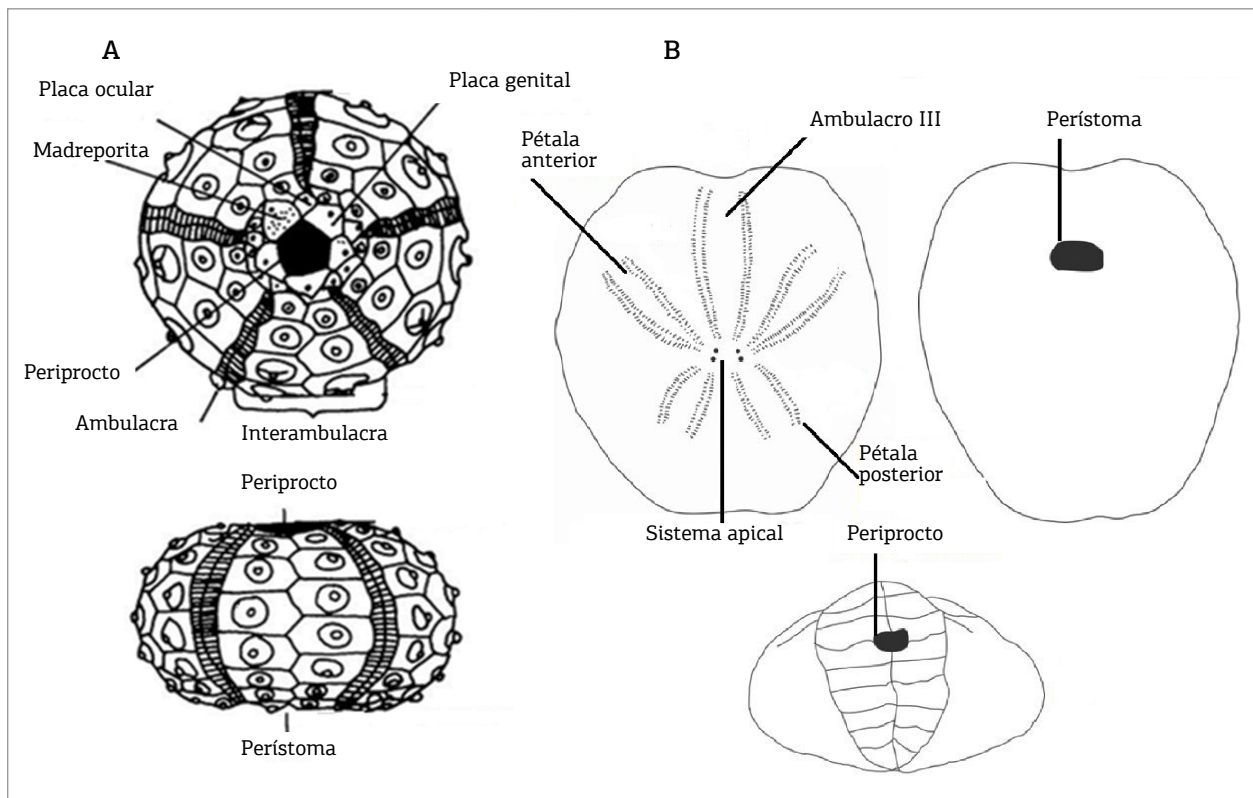 A
Placa ocular
Placa genital
Madreporita
Periprocto
Ambulacra
Interambulacra
Periprocto
Perístoma
B
Ambulacro III
Perístoma
Pétala
anterior
Pétala
posterior
Sistema apical
Periprocto